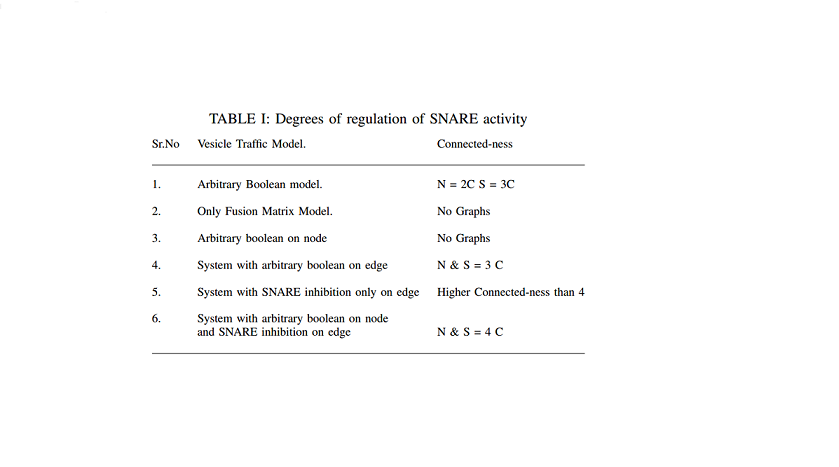 TABLE I: Degrees of regulation of SNARE activity
Sr.No Vesicle Traffic Model. Connected-ness
1. Arbitrary Boolean model. N = 2C S = 3C
2. Only Fusion Matrix Model. No Graphs
3. Arbitrary boolean on node No Graphs
4. System with arbitrary boolean on edge N & S = 3 C
5. System with SNARE inhibition only on edge Higher Connected-ness than 4
6. System with arbitrary boolean on node
and SNARE inhibition on edge N & S = 4 C